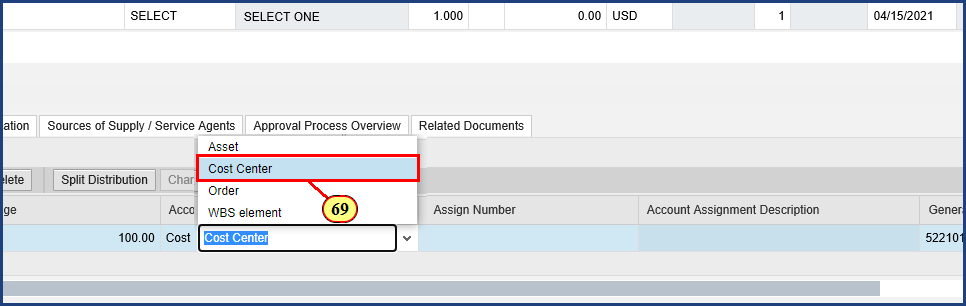 SELECT SELECT ONE 1.000 0.00 USD 1 04/15/2021
ation Sources of Supply / Service Agents Approval Process Overview Related Documents
Asset
Cost Center
Order
WBS element
69
elete Split Distribution Chan
ge Acco Assign Number Account Assignment Description Genera
100.00 Cost Cost Center 522101